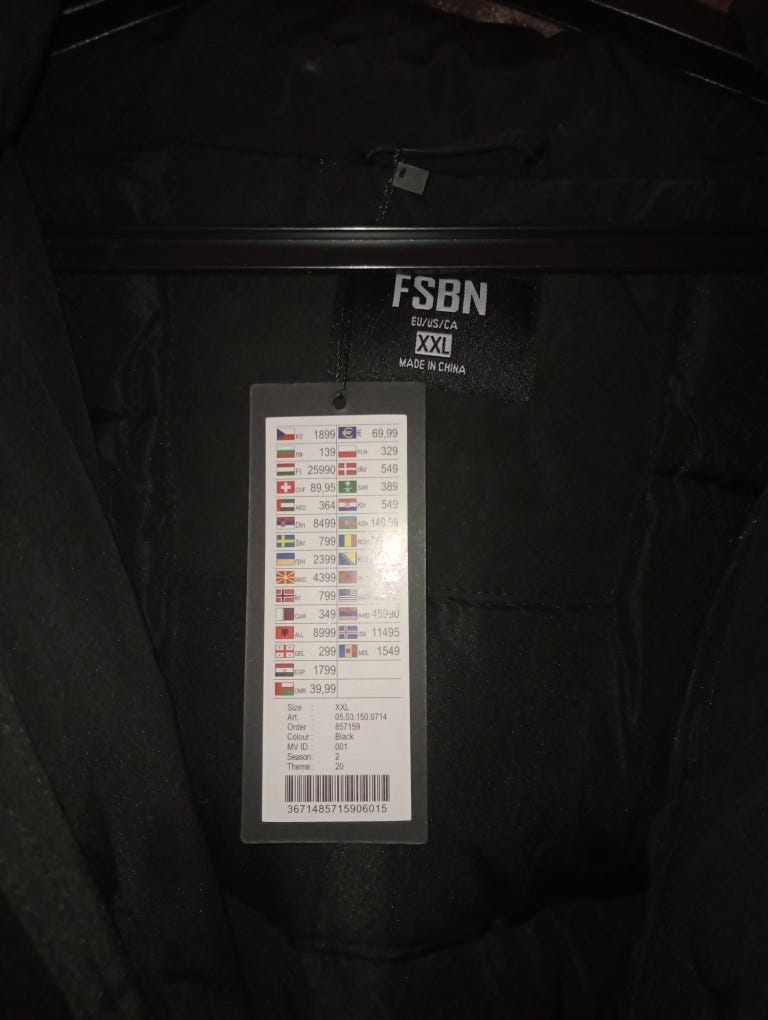 FSBN
EU/US/CA
XXL
MADE IN CHINA
Kč 1899 € 69,99
лв 139 PLN 329
Ft 25990 dkr 549
CHF 89,95 SAR 389
AED 364 Kn 549
Din 8499 AZN
Skr 799
грн 2399
MKD 4399
kr 799
QAR 349 AMD 45990
ALL 8999 ISK 11495
GEL 299 MDL 1549
EGP 1799
OMR 39,99
Size : XXL
Art. : 05.03.150.0714
Order : 857159
Colour : Black
MV ID : 001
Season: 2
Theme: 20
3671485715906015